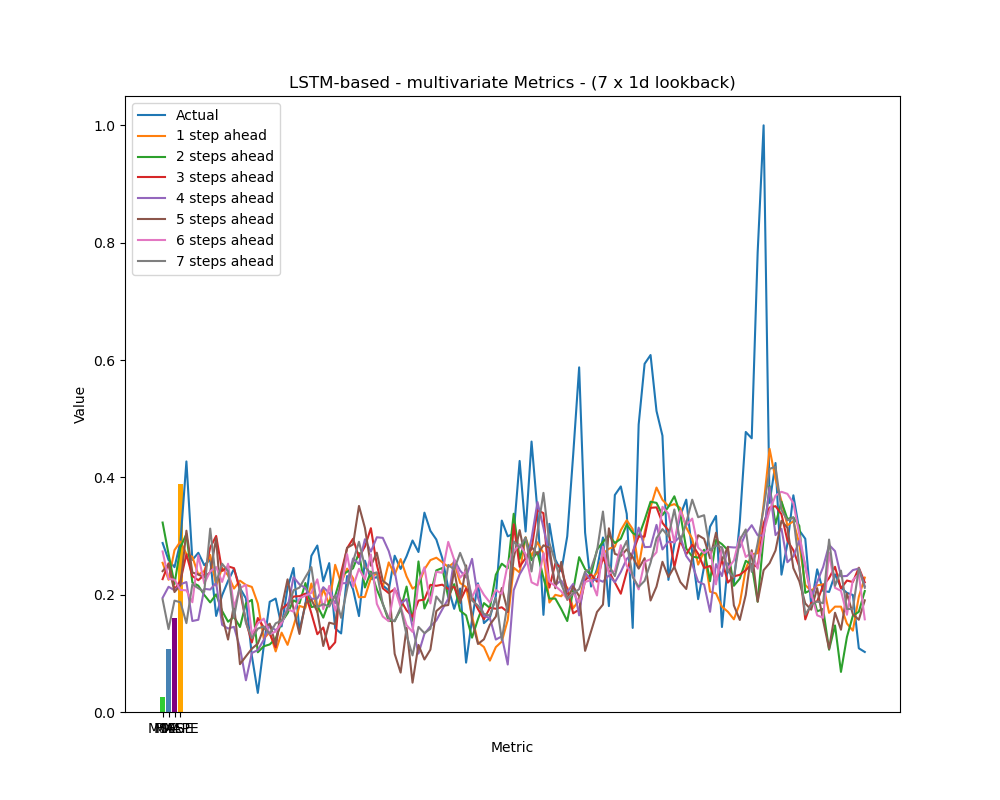 LSTM-based - multivariate Metrics - (7 x 1d lookback)
Actual
1 step ahead
2 steps ahead
3 steps ahead
4 steps ahead
5 steps ahead
6 steps ahead
7 steps ahead
1.0
0.8
0.6
0.4
0.2
0.0
Value
Metric